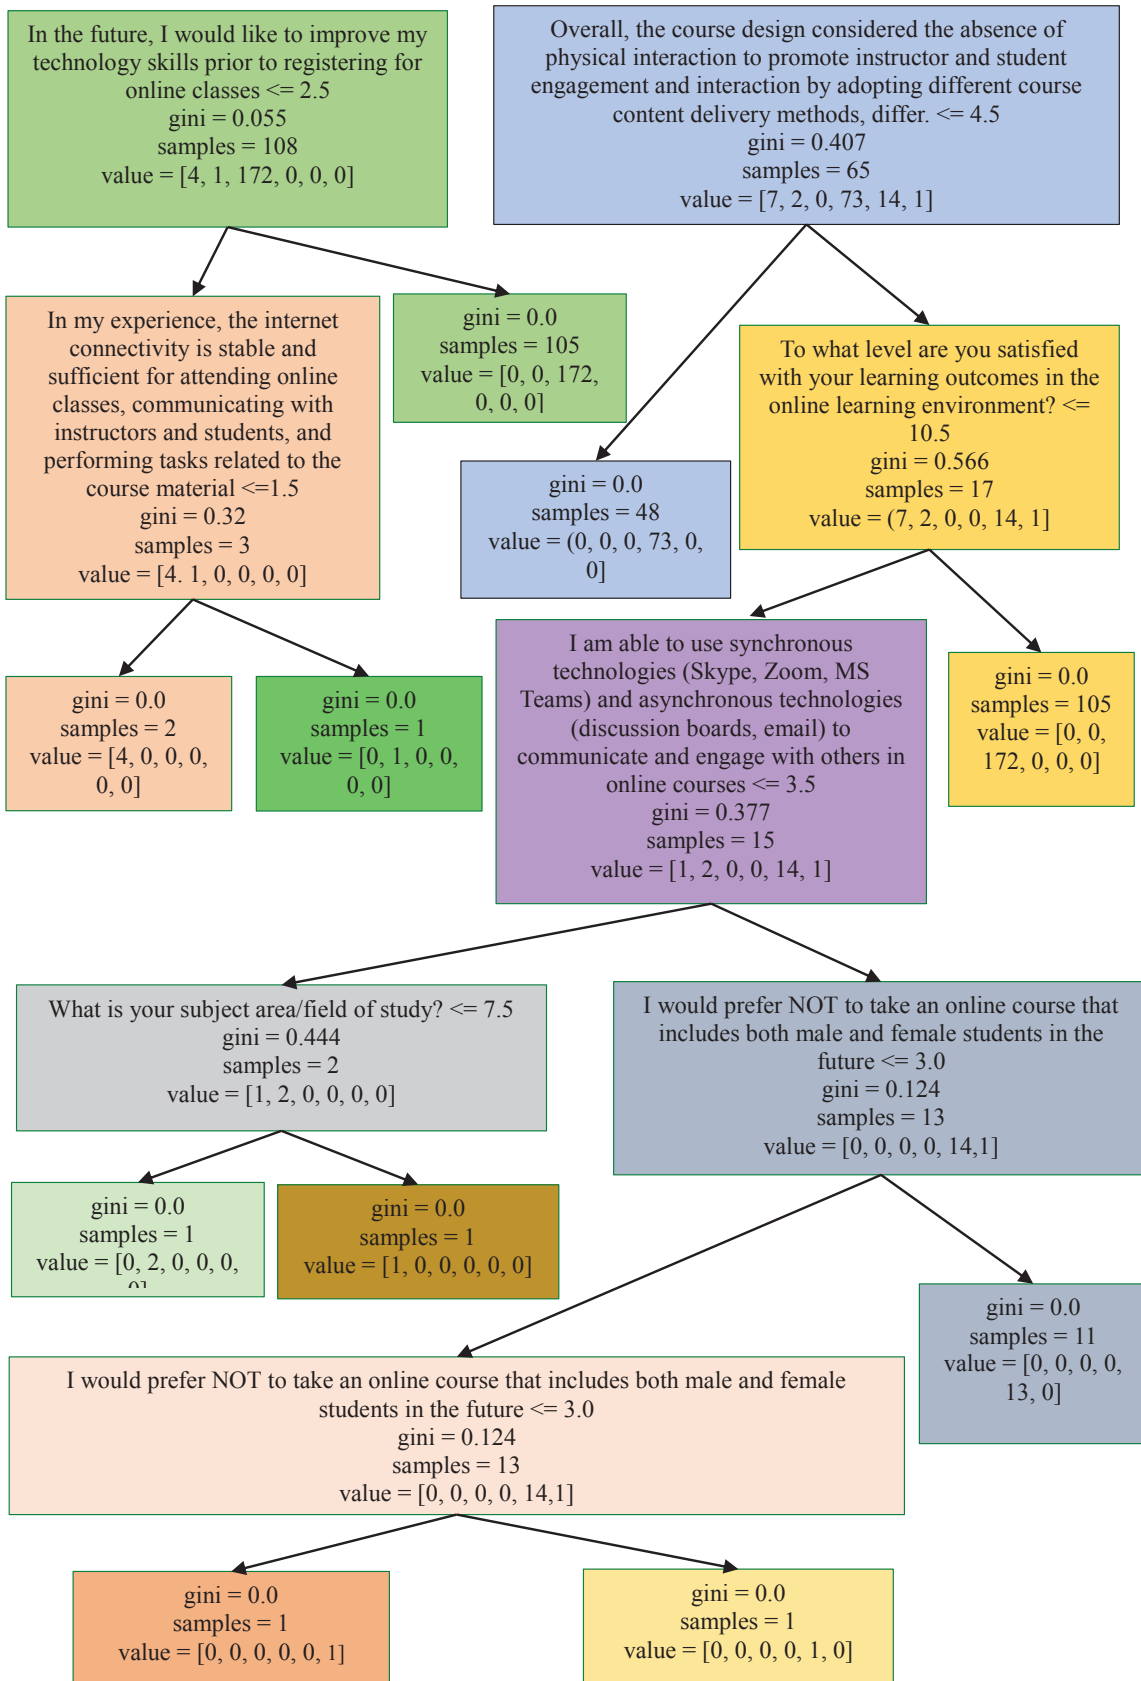 In the future, I would like to improve my
technology skills prior to registering for
online classes <= 2.5
gini = 0.055
samples = 108
value = [4, 1, 172, 0, 0, 0]
Overall, the course design considered the absence of
physical interaction to promote instructor and student
engagement and interaction by adopting different course
content delivery methods, differ. <= 4.5
gini = 0.407
samples = 65
value = [7, 2, 0, 73, 14, 1]
In my experience, the internet
connectivity is stable and
sufficient for attending online
classes, communicating with
instructors and students, and
performing tasks related to the
course material <=1.5
gini = 0.32
samples = 3
value = [4. 1, 0, 0, 0, 0]
gini = 0.0
samples = 105
value = [0, 0, 172,
0, 0, 0]
To what level are you satisfied
with your learning outcomes in the
online learning environment? <=
10.5
gini = 0.566
samples = 17
value = (7, 2, 0, 0, 14, 1]
gini = 0.0
samples = 48
value = (0, 0, 0, 73, 0,
0]
gini = 0.0
samples = 2
value = [4, 0, 0, 0,
0, 0]
gini = 0.0
samples = 1
value = [0, 1, 0, 0,
0, 0]
I am able to use synchronous
technologies (Skype, Zoom, MS
Teams) and asynchronous technologies
(discussion boards, email) to
communicate and engage with others in
online courses <= 3.5
gini = 0.377
samples = 15
value = [1, 2, 0, 0, 14, 1]
gini = 0.0
samples = 105
value = [0, 0,
172, 0, 0, 0]
What is your subject area/field of study? <= 7.5
gini = 0.444
samples = 2
value = [1, 2, 0, 0, 0, 0]
I would prefer NOT to take an online course that
includes both male and female students in the
future <= 3.0
gini = 0.124
samples = 13
value = [0, 0, 0, 0, 14,1]
gini = 0.0
samples = 1
value = [0, 2, 0, 0, 0,
0]
gini = 0.0
samples = 1
value = [1, 0, 0, 0, 0, 0]
gini = 0.0
samples = 11
value = [0, 0, 0, 0,
13, 0]
I would prefer NOT to take an online course that includes both male and female
students in the future <= 3.0
gini = 0.124
samples = 13
value = [0, 0, 0, 0, 14,1]
gini = 0.0
samples = 1
value = [0, 0, 0, 0, 0, 1]
gini = 0.0
samples = 1
value = [0, 0, 0, 0, 1, 0]